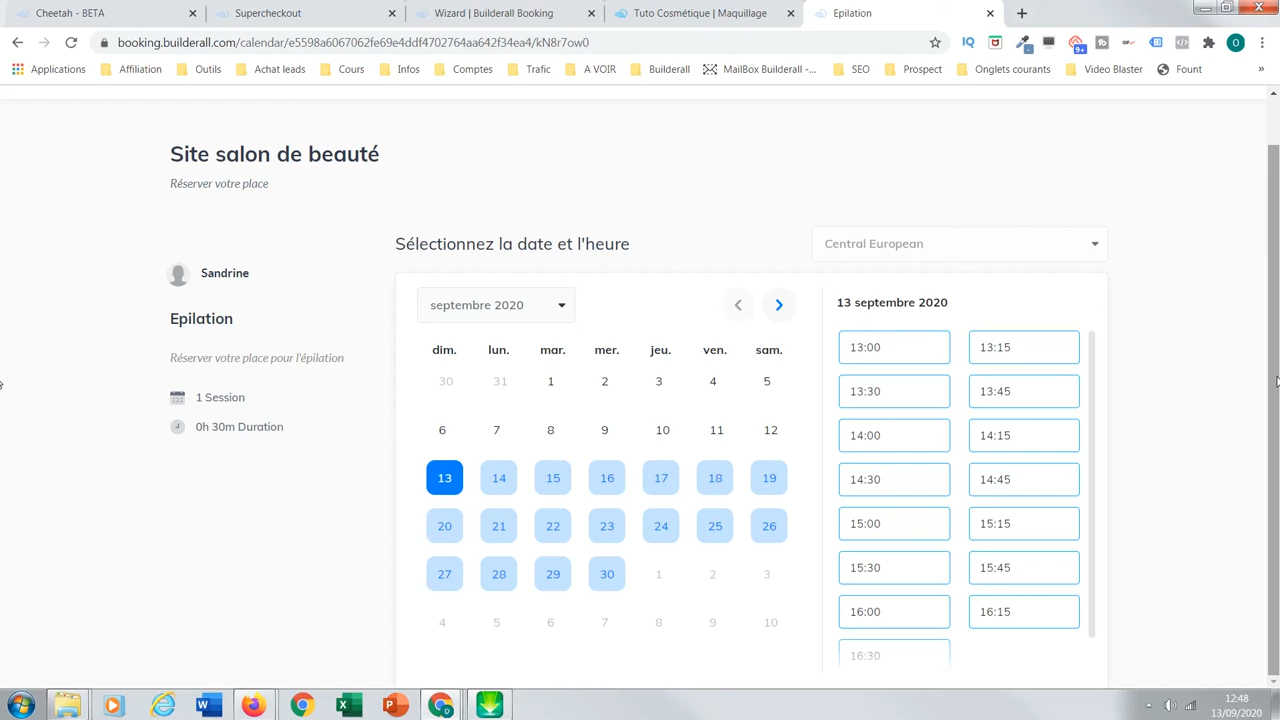 Cheetah - BETA
Supercheckout
Wizard | Builderall Booking
Tuto Cosmétique | Maquillage
Epilation
booking.builderall.com/calendar/e5598a6067062fe69e4ddf4702764aa642f34ea4/bN8r7ow0
Applications
Affiliation
Outils
Achat leads
Cours
Infos
Comptes
Trafic
A VOIR
Builderall
MailBox Builderall -...
SEO
Prospect
Onglets courants
Video Blaster
Fount
»
Site salon de beauté
Réserver votre place
Sélectionnez la date et l'heure
Central European
Sandrine
Epilation
Réserver votre place pour l'épilation
1 Session
0h 30m Duration
septembre 2020
dim. lun. mar. mer. jeu. ven. sam.
30 31 1 2 3 4 5
6 7 8 9 10 11 12
13 14 15 16 17 18 19
20 21 22 23 24 25 26
27 28 29 30 1 2 3
4 5 6 7 8 9 10
13 septembre 2020
13:00 13:15
13:30 13:45
14:00 14:15
14:30 14:45
15:00 15:15
15:30 15:45
16:00 16:15
16:30
12:48
13/09/2020